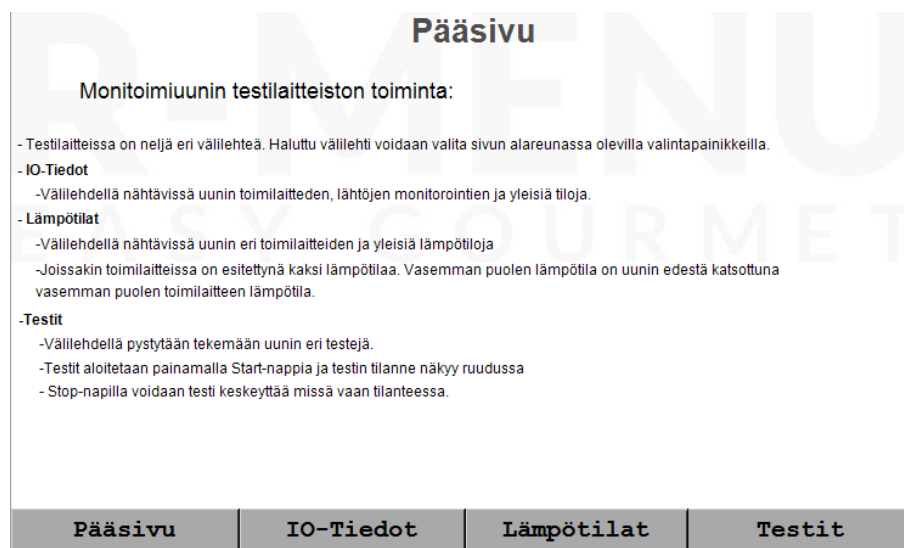 R-MENU
EASY GOURMET
Pääsivu
Monitoimiuunin testilaitteiston toiminta:
- Testilaitteissa on neljä eri välilehteä. Haluttu välilehti voidaan valita sivun alareunassa olevilla valintapainikkeilla.
- IO-Tiedot
-Välilehdellä nähtävissä uunin toimilaitteden, lähtöjen monitorointien ja yleisiä tiloja.
- Lämpötilat
-Välilehdellä nähtävissä uunin eri toimilaitteiden ja yleisiä lämpötiloja
-Joissakin toimilaitteissa on esitettynä kaksi lämpötilaa. Vasemman puolen lämpötila on uunin edestä katsottuna
vasemman puolen toimilaitteen lämpötila.
-Testit
-Välilehdellä pystytään tekemään uunin eri testejä.
-Testit aloitetaan painamalla Start-nappia ja testin tilanne näkyy ruudussa
- Stop-napilla voidaan testi keskeyttää missä vaan tilanteessa.
Pääsivu IO-Tiedot Lämpötilat Testit